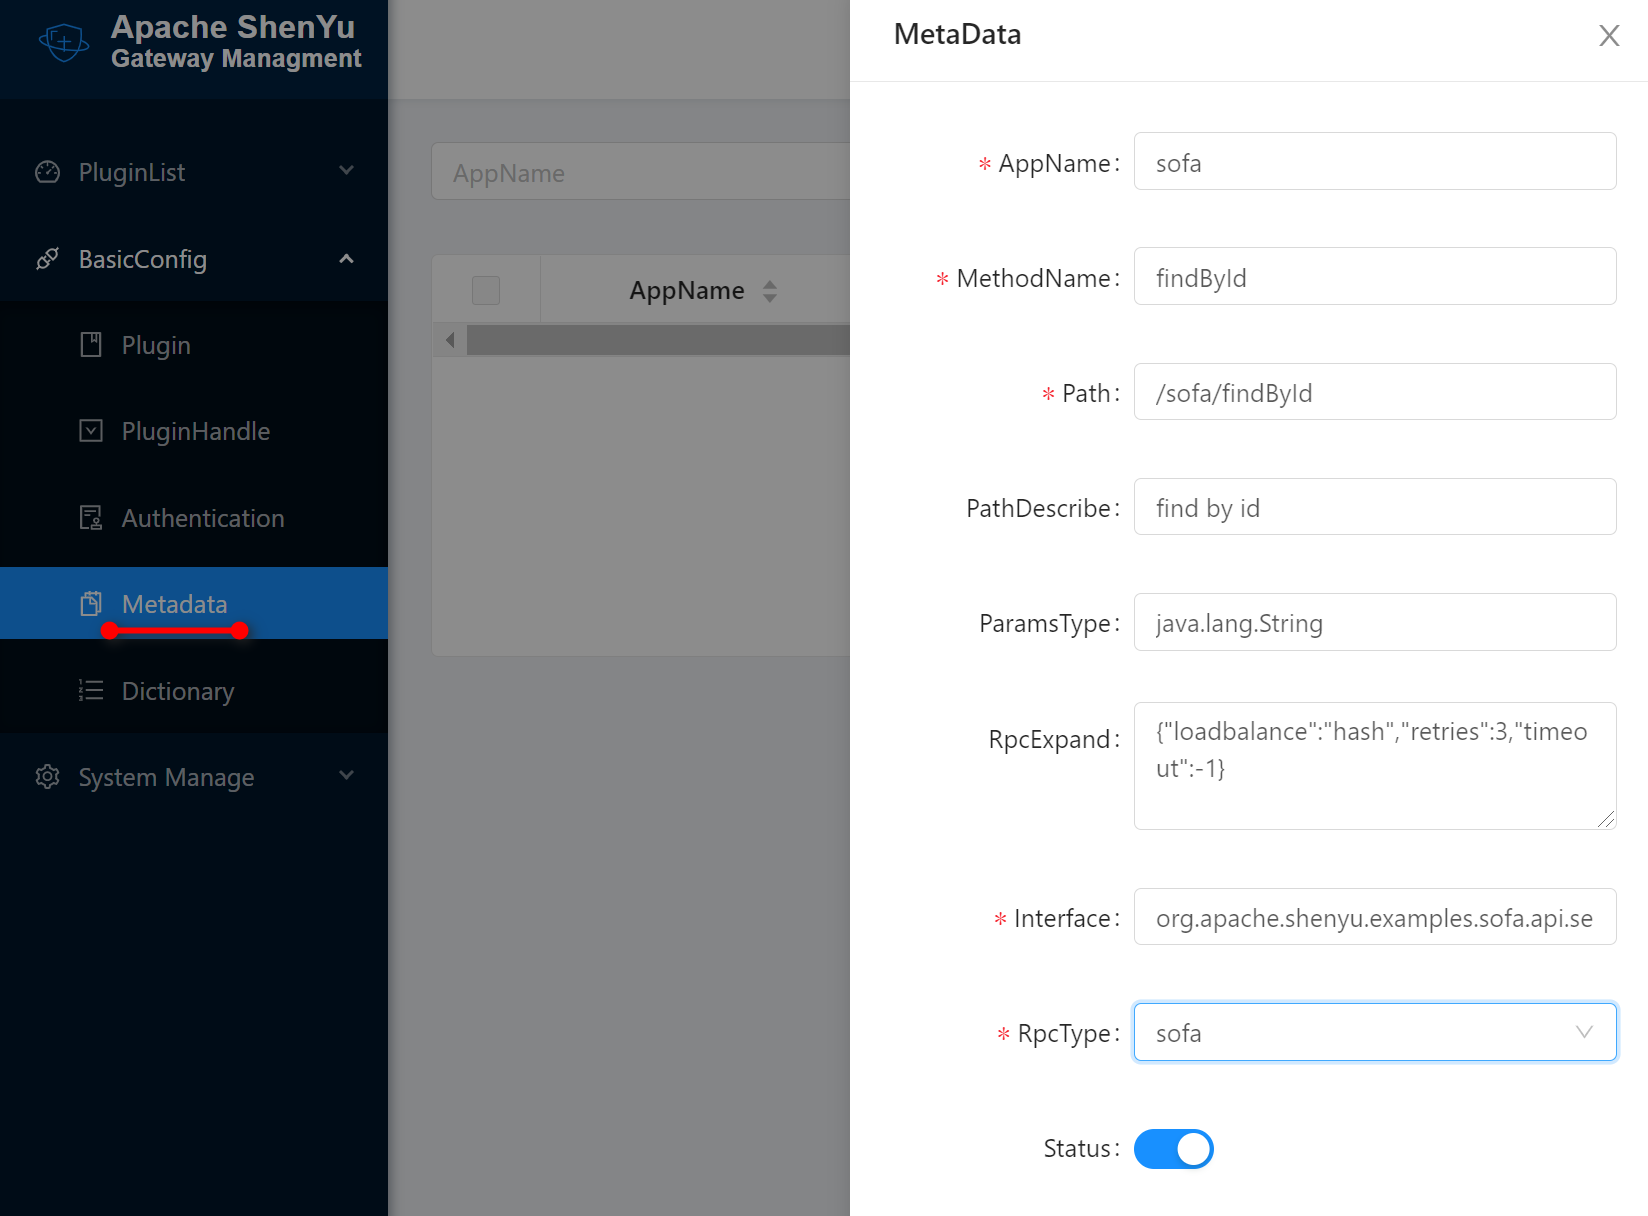 Apache ShenYu
Gateway Managment
PluginList
BasicConfig
Plugin
PluginHandle
Authentication
Metadata
Dictionary
System Manage
AppName
AppName
MetaData
* AppName: sofa
* MethodName: findById
* Path: /sofa/findById
PathDescribe: find by id
ParamsType: java.lang.String
RpcExpand: {"loadbalance":"hash","retries":3,"timeo
ut":-1}
* Interface: org.apache.shenyu.examples.sofa.api.se
* RpcType: sofa
Status: